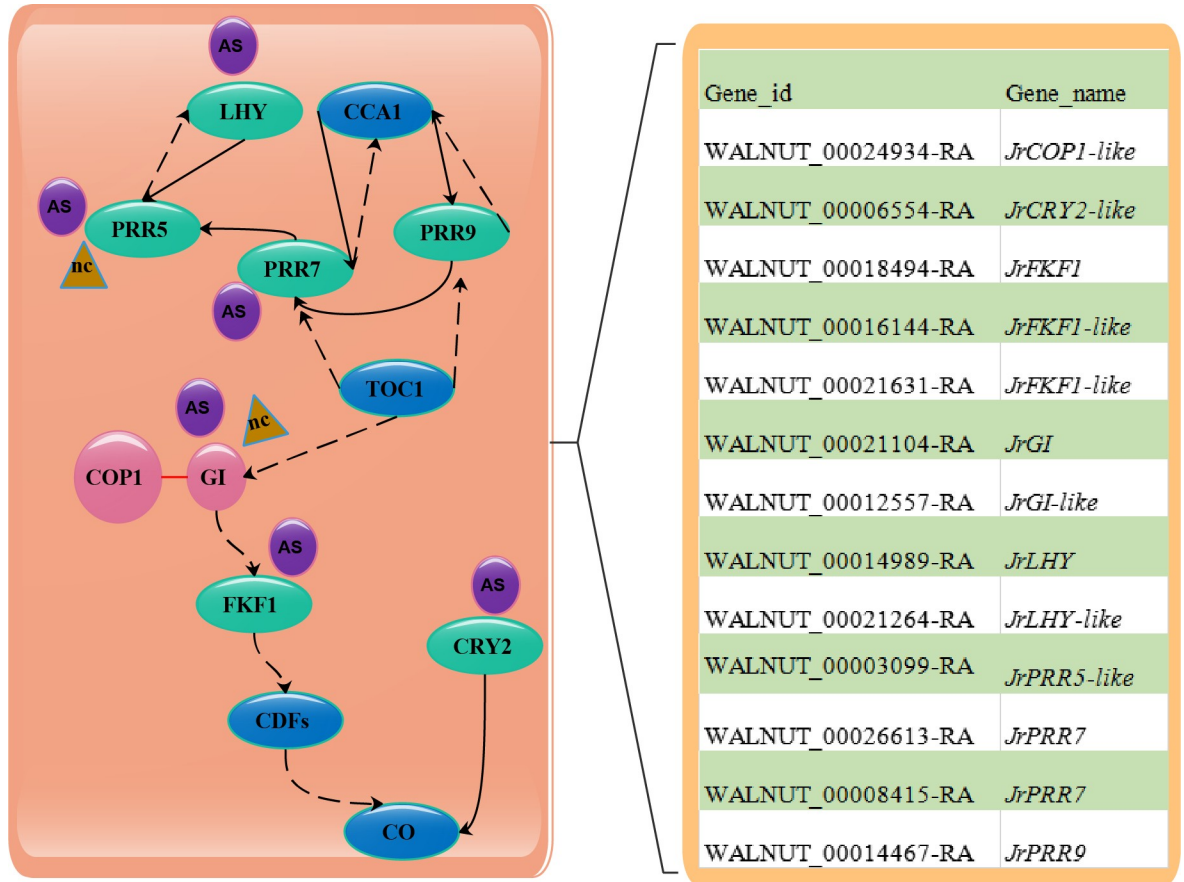 AS
LHY
CCA1
AS
PRR5
nc
PRR9
PRR7
AS
TOC1
AS
nc
COP1
GI
AS
FKF1
AS
CRY2
CDFs
CO
Gene_id Gene_name
WALNUT_00024934-RA JrCOP1-like
WALNUT_00006554-RA JrCRY2-like
WALNUT_00018494-RA JrFKF1
WALNUT_00016144-RA JrFKF1-like
WALNUT_00021631-RA JrFKF1-like
WALNUT_00021104-RA JrGI
WALNUT_00012557-RA JrGI-like
WALNUT_00014989-RA JrLHY
WALNUT_00021264-RA JrLHY-like
WALNUT_00003099-RA JrPRR5-like
WALNUT_00026613-RA JrPRR7
WALNUT_00008415-RA JrPRR7
WALNUT_00014467-RA JrPRR9